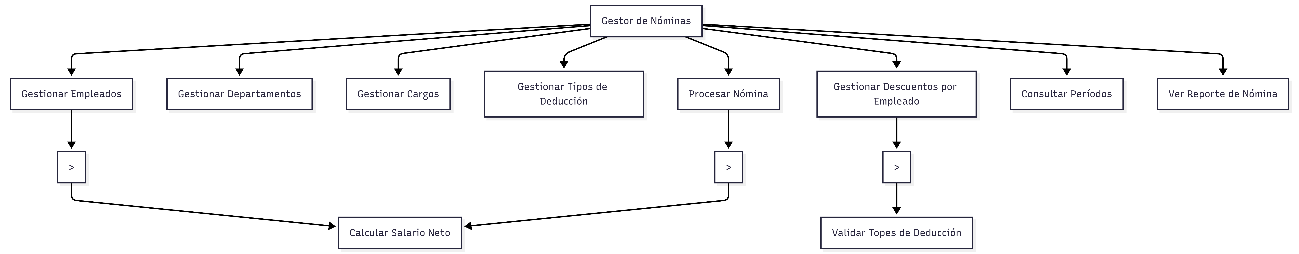 Gestor de Nóminas
Gestionar Empleados
Gestionar Departamentos
Gestionar Cargos
Gestionar Tipos de
Deducción
Procesar Nómina
Gestionar Descuentos por
Empleado
Consultar Períodos
Ver Reporte de Nómina
>
>
>
Calcular Salario Neto
Validar Topes de Deducción